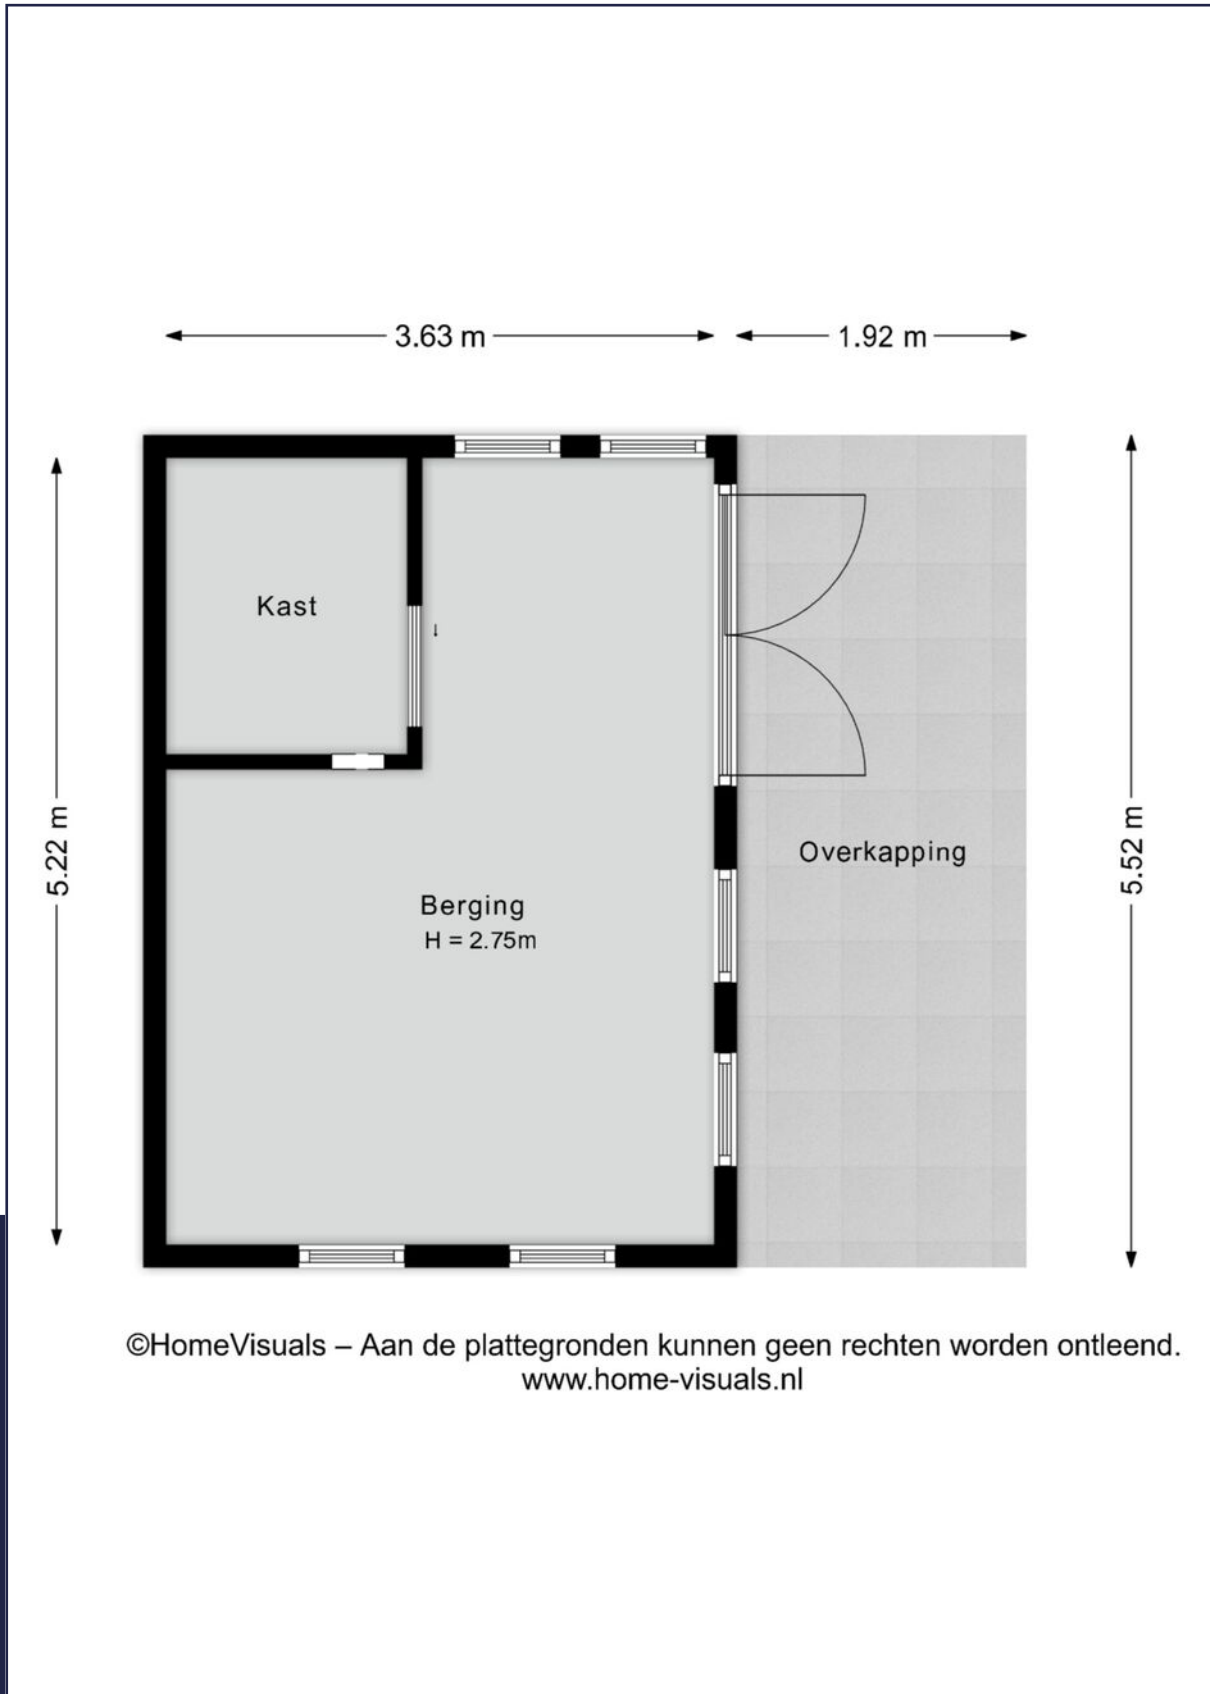 3.63 m
1.92 m
Kast
5.22 m
5.52 m
Overkapping
Berging
H = 2.75m
©HomeVisuals – Aan de plattegronden kunnen geen rechten worden ontleend.
www.home-visuals.nl